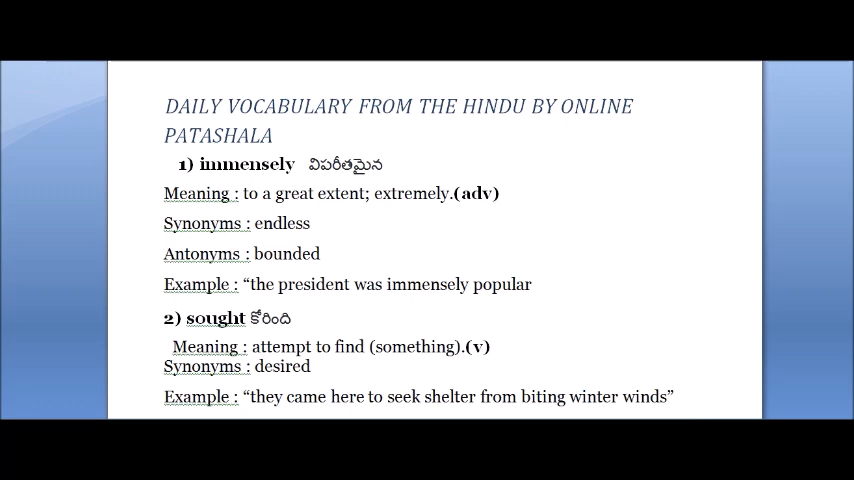 DAILY VOCABULARY FROM THE HINDU BY ONLINE
PATASHALA
1) immensely విపరీతమైన
Meaning : to a great extent; extremely.(adv)
Synonyms : endless
Antonyms : bounded
Example : “the president was immensely popular
2) sought కోరింది
Meaning : attempt to find (something).(v)
Synonyms : desired
Example : “they came here to seek shelter from biting winter winds”